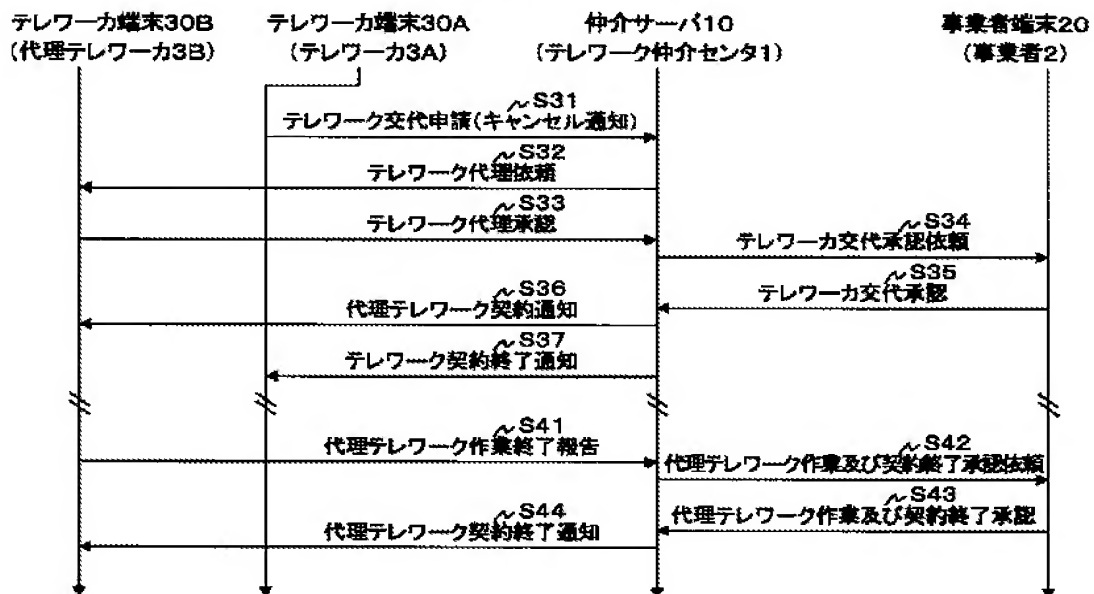 テレワーカ端末30B
(代理テレワーカ3B)
テレワーカ端末30A
(テレワーカ3A)
仲介サーバ10
(テレワーク仲介センタ1)
事業者端末20
(事業者2)
S31
テレワーク交代申請(キャンセル通知)
S32
テレワーク代理依頼
S33
テレワーク代理承認
S34
テレワーカ交代承認依頼
S35
テレワーカ交代承認
S36
代理テレワーク契約通知
S37
テレワーク契約終了通知
S41
代理テレワーク作業終了報告
S42
代理テレワーク作業及び契約終了承認依頼
S43
代理テレワーク作業及び契約終了承認
S44
代理テレワーク契約終了通知